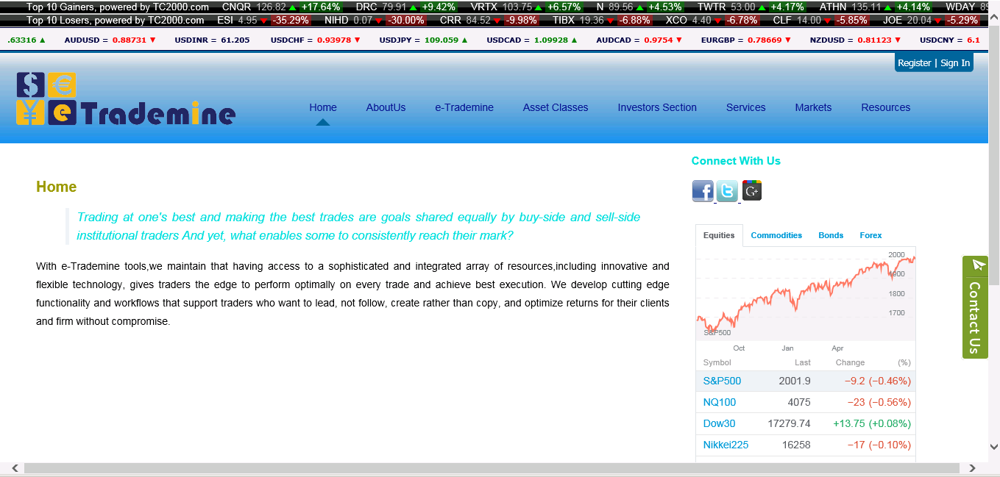 Top 10 Gainers, powered by TC2000.com CNQR 126.82 ▲ +17.64% DRC 79.91 ▲ +9.42% VRTX 103.75 ▲ +6.57% N 89.56 ▲ +4.53% TWTR 53.00 ▲ +4.17% ATHN 135.11 ▲ +4.14% WDAY
Top 10 Losers, powered by TC2000.com ESI 4.95 ▼ -35.29% NIHD 0.07 ▼ -30.00% CRR 84.52 ▼ -9.98% TIBX 19.36 ▼ -6.88% XCO 4.40 ▼ -6.78% CLF 14.00 ▼ -5.85% JOE 20.04 ▼ -5.29%
.63316 ▲ AUDUSD = 0.88731 ▼ USDINR = 61.205 USDCHF = 0.93978 ▼ USDJPY = 109.059 ▲ USDCAD = 1.09928 ▲ AUDCAD = 0.9754 ▼ EURGBP = 0.78669 ▼ NZDUSD = 0.81123 ▼ USDCNY = 6.1
Register | Sign In
$ €
¥ e Trademine
Home AboutUs e-Trademine Asset Classes Investors Section Services Markets Resources
Connect With Us
Home
f t G+
Trading at one's best and making the best trades are goals shared equally by buy-side and sell-side
institutional traders And yet, what enables some to consistently reach their mark?
With e-Trademine tools,we maintain that having access to a sophisticated and integrated array of resources,including innovative and
flexible technology, gives traders the edge to perform optimally on every trade and achieve best execution. We develop cutting edge
functionality and workflows that support traders who want to lead, not follow, create rather than copy, and optimize returns for their clients
and firm without compromise.
Equities Commodities Bonds Forex
2000
1900
1800
1700
S&P500
Oct Jan Apr
Symbol Last Change (%)
S&P500 2001.9 −9.2 (−0.46%)
NQ100 4075 −23 (−0.56%)
Dow30 17279.74 +13.75 (+0.08%)
Nikkei225 16258 −17 (−0.10%)
Contact Us